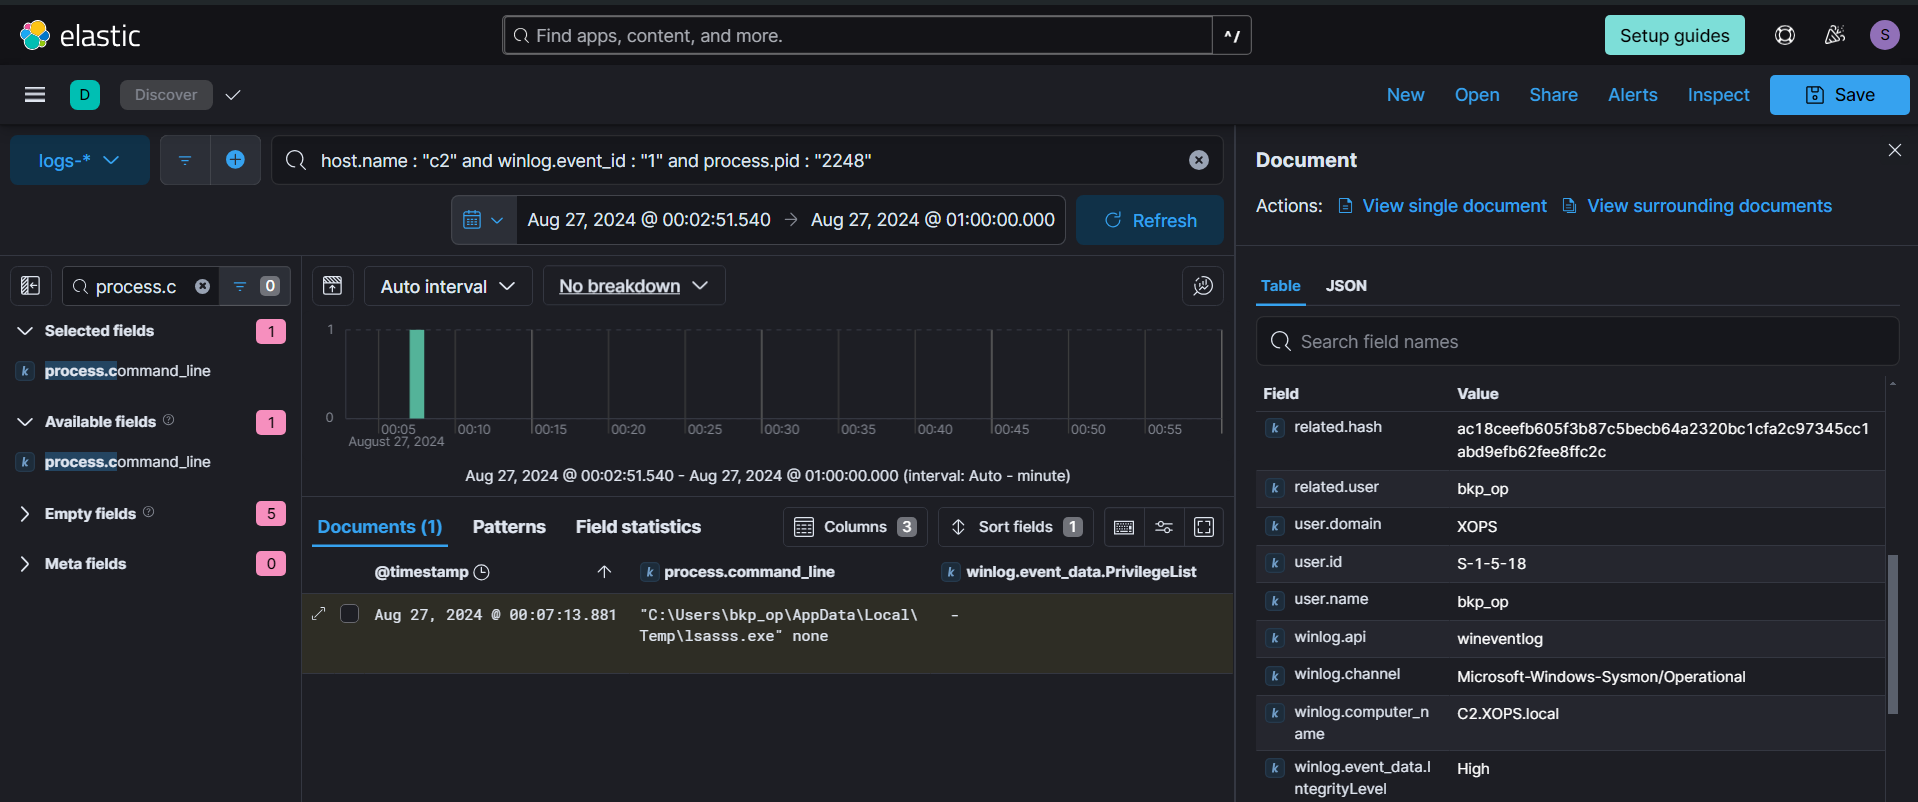 elastic
Find apps, content, and more.
^/
Setup guides
S
D
Discover
New
Open
Share
Alerts
Inspect
Save
logs-*
host.name : "c2" and winlog.event_id : "1" and process.pid : "2248"
Aug 27, 2024 @ 00:02:51.540 → Aug 27, 2024 @ 01:00:00.000
Refresh
process.c
0
Selected fields
1
k process.command_line
Available fields
1
k process.command_line
Empty fields
5
Meta fields
0
Auto interval
No breakdown
1
0
00:05
00:10
00:15
00:20
00:25
00:30
00:35
00:40
00:45
00:50
00:55
August 27, 2024
Aug 27, 2024 @ 00:02:51.540 - Aug 27, 2024 @ 01:00:00.000 (interval: Auto - minute)
Documents (1)
Patterns
Field statistics
Columns 3
Sort fields 1
@timestamp
k process.command_line
k winlog.event_data.PrivilegeList
Aug 27, 2024 @ 00:07:13.881
"C:\Users\bkp_op\AppData\Local\
Temp\lsasss.exe" none
-
Document
Actions:
View single document
View surrounding documents
Table
JSON
Search field names
Field
Value
k related.hash
ac18ceefb605f3b87c5becb64a2320bc1cfa2c97345cc1
abd9efb62fee8ffc2c
k related.user
bkp_op
k user.domain
XOPS
k user.id
S-1-5-18
k user.name
bkp_op
k winlog.api
wineventlog
k winlog.channel
Microsoft-Windows-Sysmon/Operational
k winlog.computer_n
ame
C2.XOPS.local
k winlog.event_data.I
ntegrityLevel
High